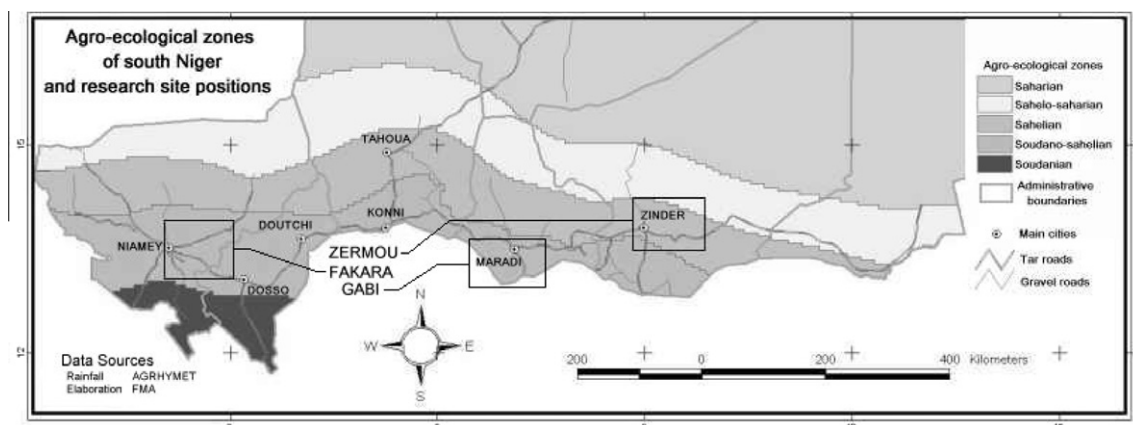 Agro-ecological zones
of south Niger
and research site positions
Agro-ecological zones
Saharian
Sahelo-saharian
Sahelian
Soudano-sahelian
Soudanian
Administrative
boundaries
Main cities
Tar roads
Gravel roads
15
TAHOUA
KONNI
DOUTCHI
ZINDER
NIAMEY
MARADI
DOSSO
ZERMOU
FAKARA
GABI
N
W
E
S
12
Data Sources
Rainfall AGRHYMET
Elaboration FMA
200 0 200 400 Kilometers